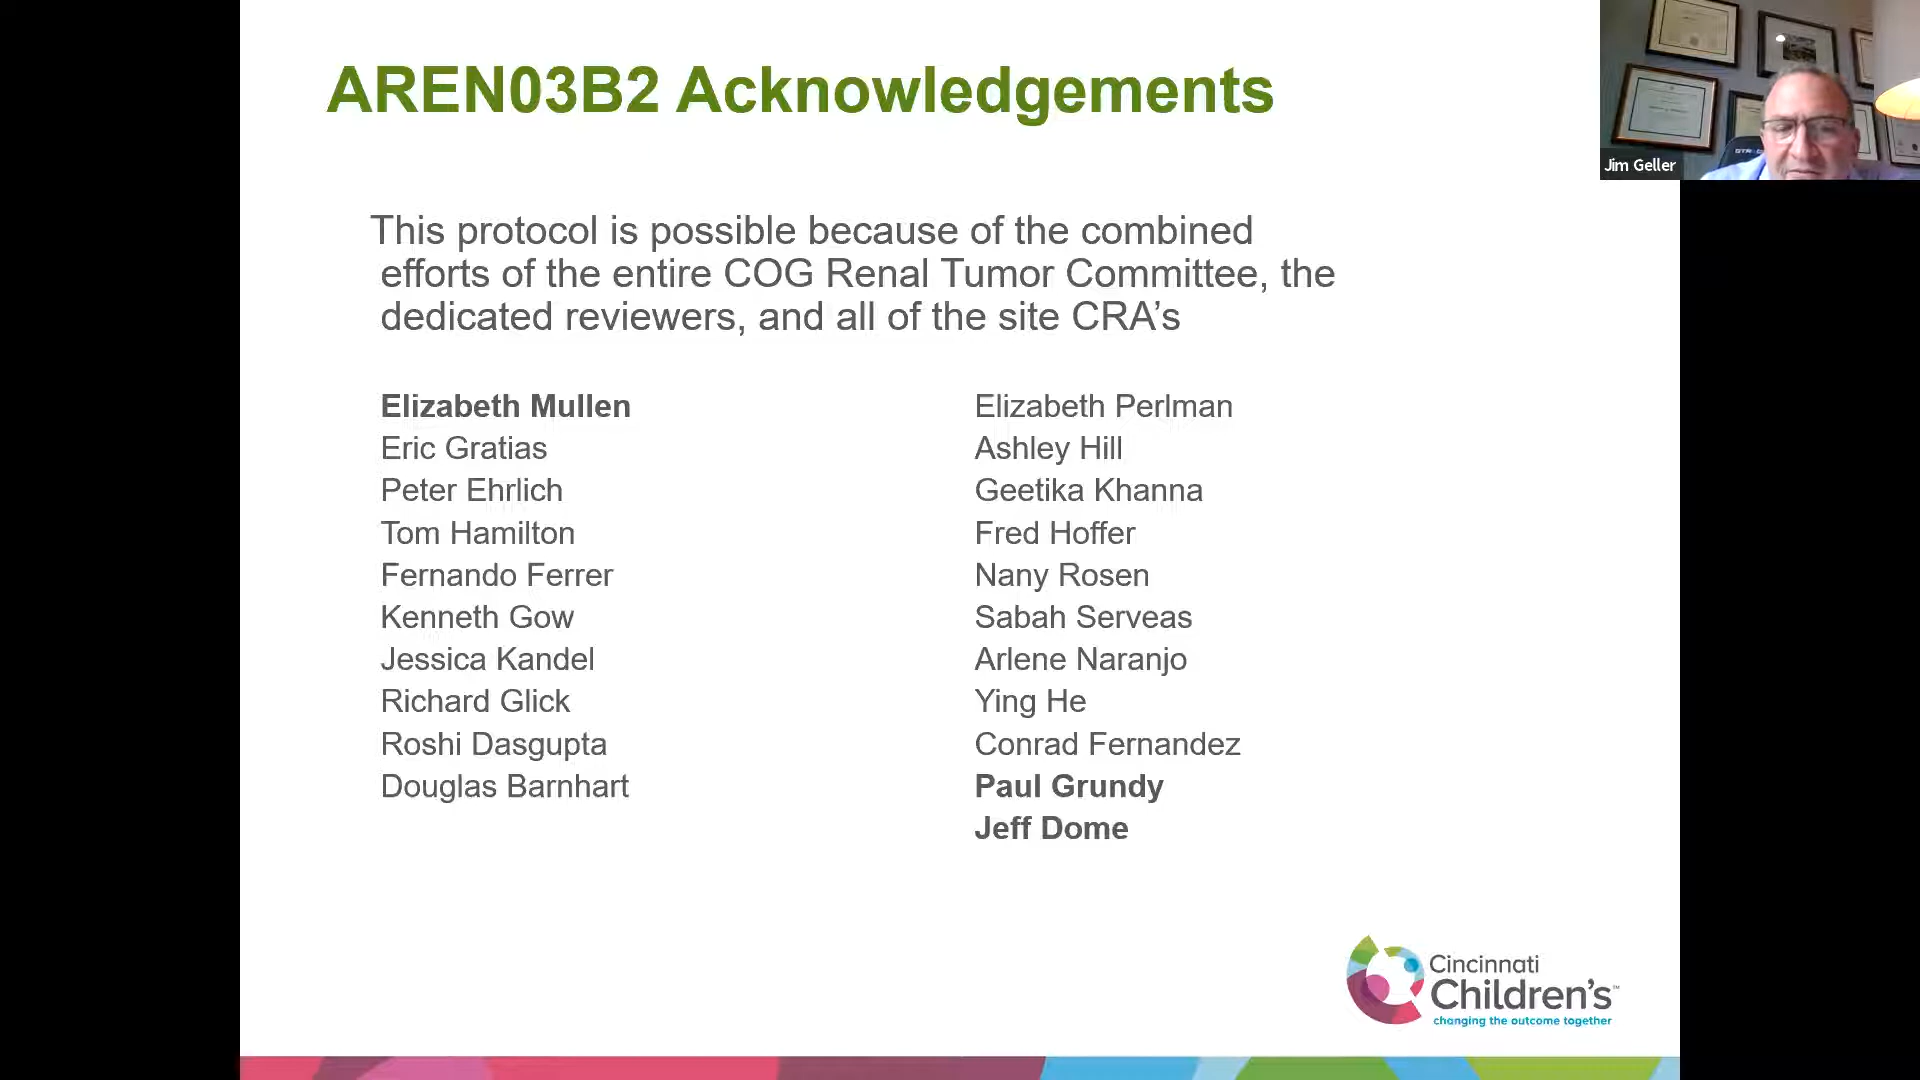 AREN03B2 Acknowledgements
Jim Geller
This protocol is possible because of the combined
efforts of the entire COG Renal Tumor Committee, the
dedicated reviewers, and all of the site CRA’s
Elizabeth Mullen
Eric Gratias
Peter Ehrlich
Tom Hamilton
Fernando Ferrer
Kenneth Gow
Jessica Kandel
Richard Glick
Roshi Dasgupta
Douglas Barnhart
Elizabeth Perlman
Ashley Hill
Geetika Khanna
Fred Hoffer
Nany Rosen
Sabah Serveas
Arlene Naranjo
Ying He
Conrad Fernandez
Paul Grundy
Jeff Dome
Cincinnati
Children’s™
changing the outcome together